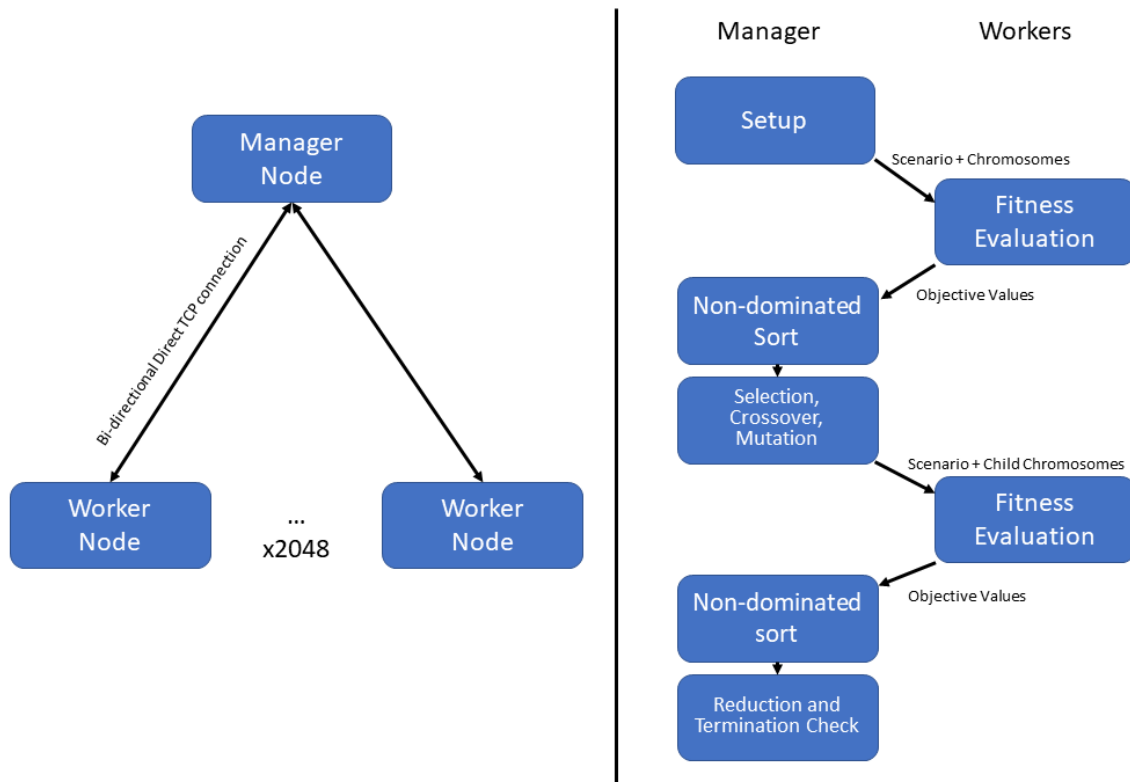 Manager
Node
Bi-directional Direct TCP connection
Worker
Node
...
x2048
Worker
Node
Manager
Workers
Setup
Scenario + Chromosomes
Fitness
Evaluation
Objective Values
Non-dominated
Sort
Selection,
Crossover,
Mutation
Scenario + Child Chromosomes
Fitness
Evaluation
Objective Values
Non-dominated
sort
Reduction and
Termination Check